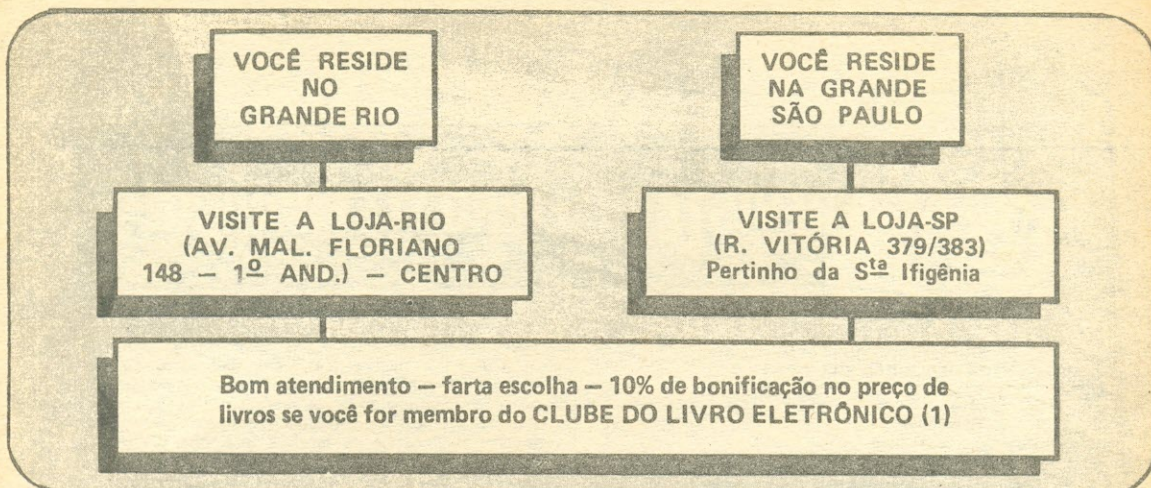 VOCÊ RESIDE
NO
GRANDE RIO
VOCÊ RESIDE
NA GRANDE
SÃO PAULO
VISITE A LOJA-RIO
(AV. MAL. FLORIANO
148 – 1º AND.) – CENTRO
VISITE A LOJA-SP
(R. VITÓRIA 379/383)
Pertinho da Sta Ifigênia
Bom atendimento – farta escolha – 10% de bonificação no preço de
livros se você for membro do CLUBE DO LIVRO ELETRÔNICO (1)